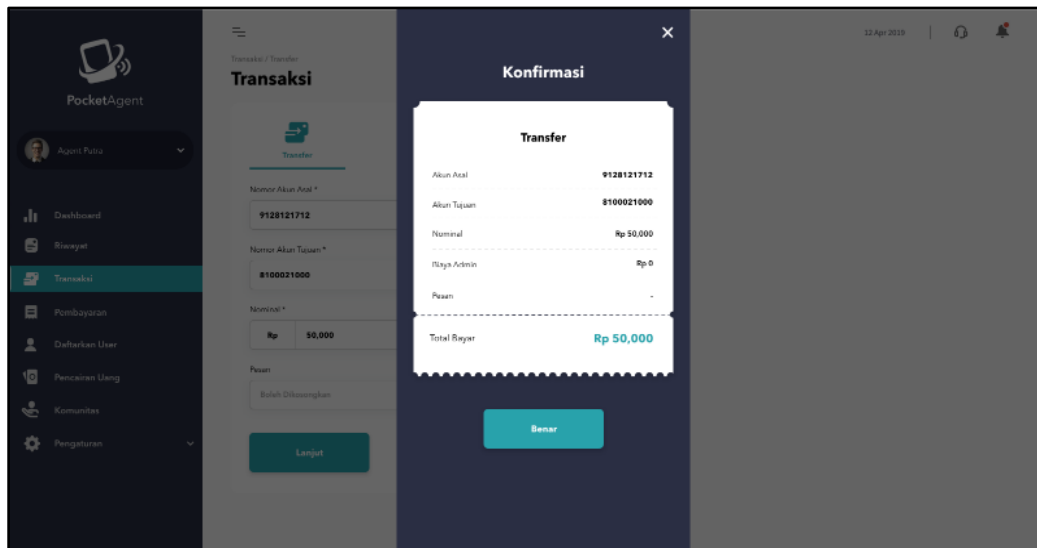 PocketAgent
Agent Putra
Dashboard
Riwayat
Transaksi
Pembayaran
Daftarkan User
Pencairan Uang
Komunitas
Pengaturan
12 Apr 2019
Transaksi / Transfer
Transaksi
Transfer
Nomor Akun Asal *
9128121712
Nomor Akun Tujuan *
8100021000
Nominal *
Rp 50,000
Pesan
Boleh Dikosongkan
Lanjut
Konfirmasi
Transfer
Akun Asal 9128121712
Akun Tujuan 8100021000
Nominal Rp 50,000
Biaya Admin Rp 0
Pesan -
Total Bayar Rp 50,000
Benar